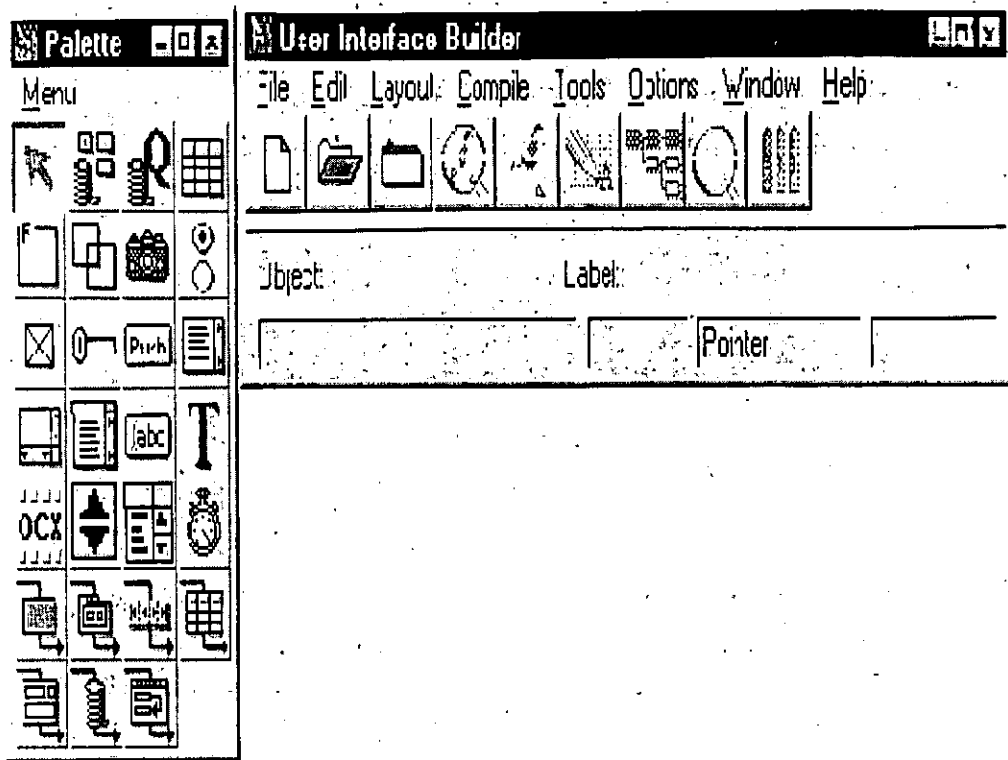 Palette
Menu
F
Push
abc
OCX
User Interface Builder
File Edit Layout Compile Tools Options Window Help
Object: Label:
Pointer